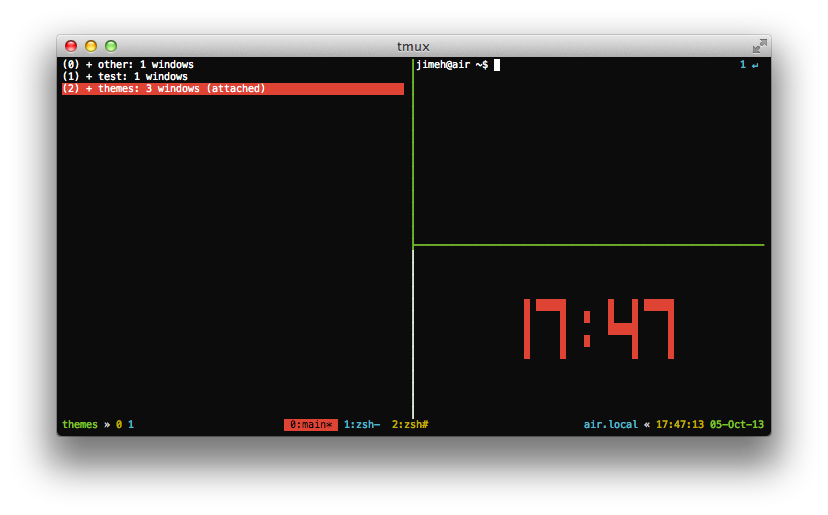 tmux
(0) + other: 1 windows
(1) + test: 1 windows
(2) + themes: 3 windows (attached)
jimeh@air ~$ 1 ↵
17:47
themes » 0 1 0:main* 1:zsh- 2:zsh# air.local « 17:47:13 05-Oct-13